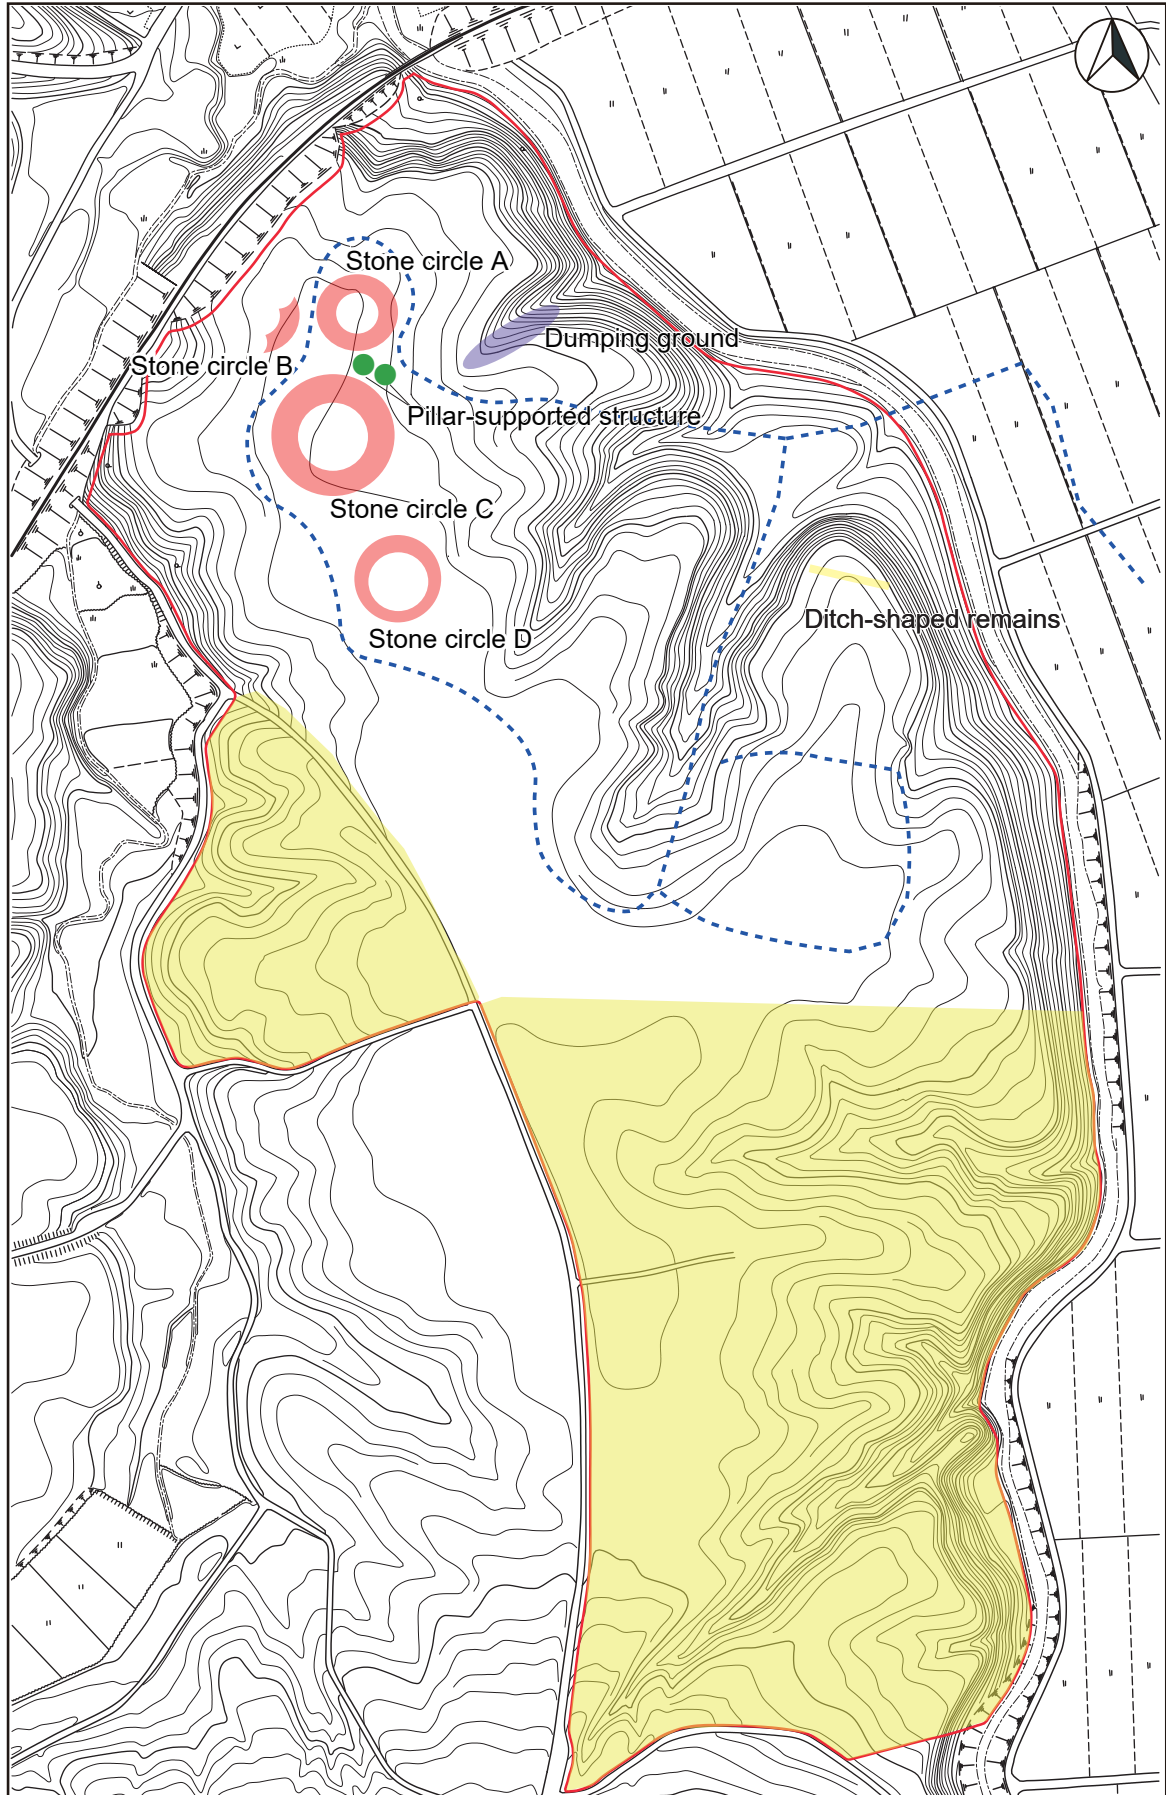 Stone circle A
Dumping ground
Stone circle B
Pillar-supported structure
Stone circle C
Ditch-shaped remains
Stone circle D